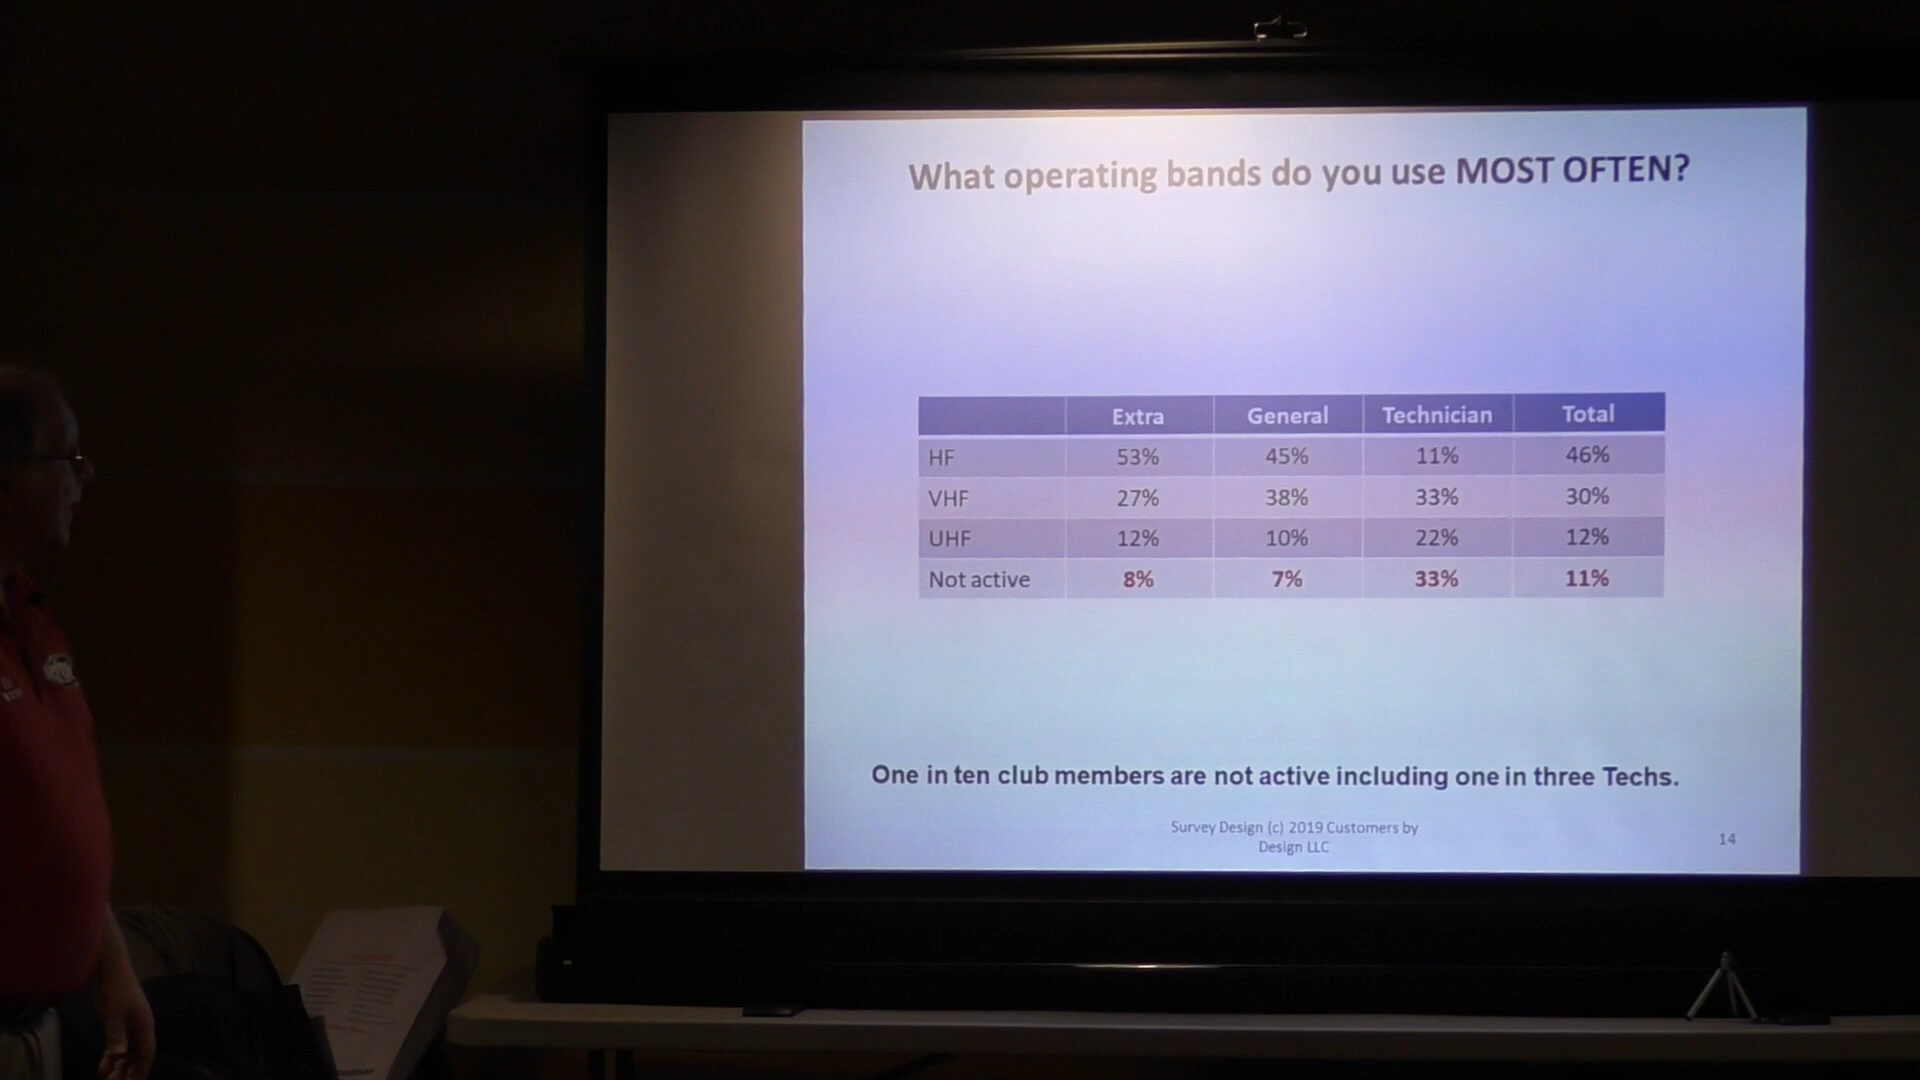 What operating bands do you use MOST OFTEN?
Extra General Technician Total
HF 53% 45% 11% 46%
VHF 27% 38% 33% 30%
UHF 12% 10% 22% 12%
Not active 8% 7% 33% 11%
One in ten club members are not active including one in three Techs.
Survey Design (c) 2019 Customers by
Design LLC
14